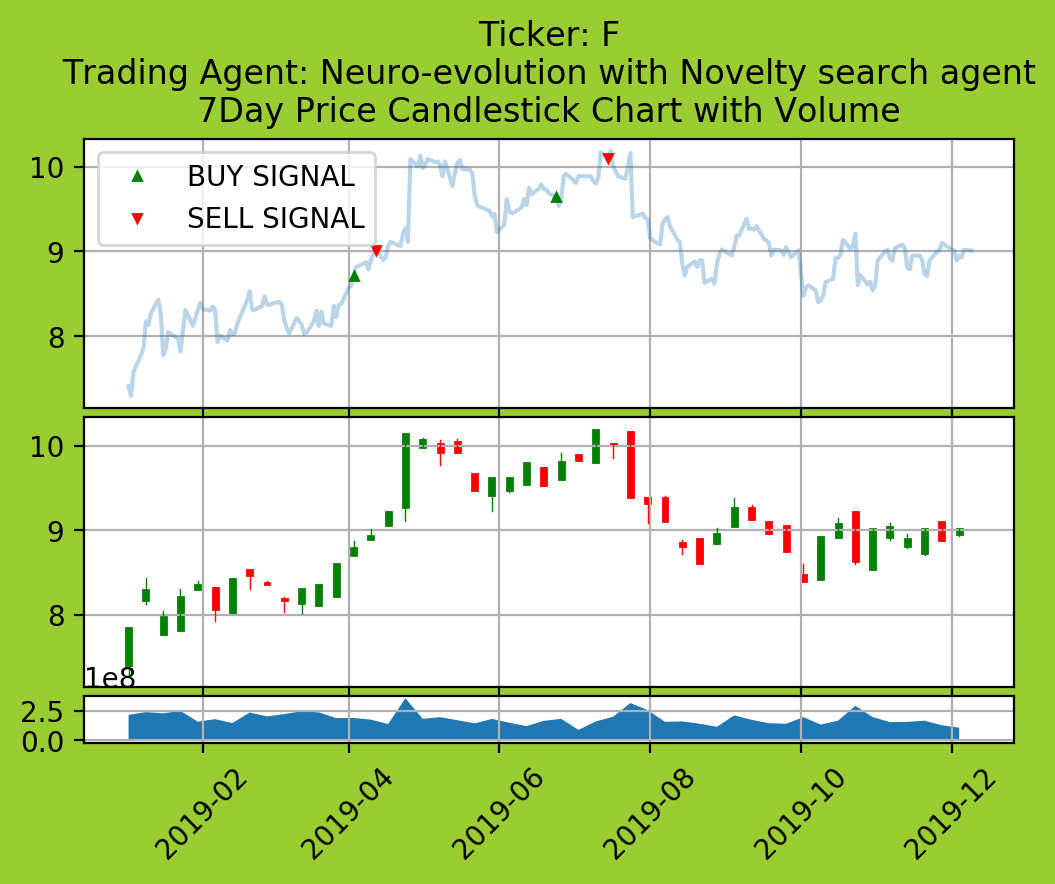 Ticker: F
Trading Agent: Neuro-evolution with Novelty search agent
7Day Price Candlestick Chart with Volume
BUY SIGNAL
SELL SIGNAL
10
9
8
10
9
8
1e8
2.5
0.0
2019-02
2019-04
2019-06
2019-08
2019-10
2019-12